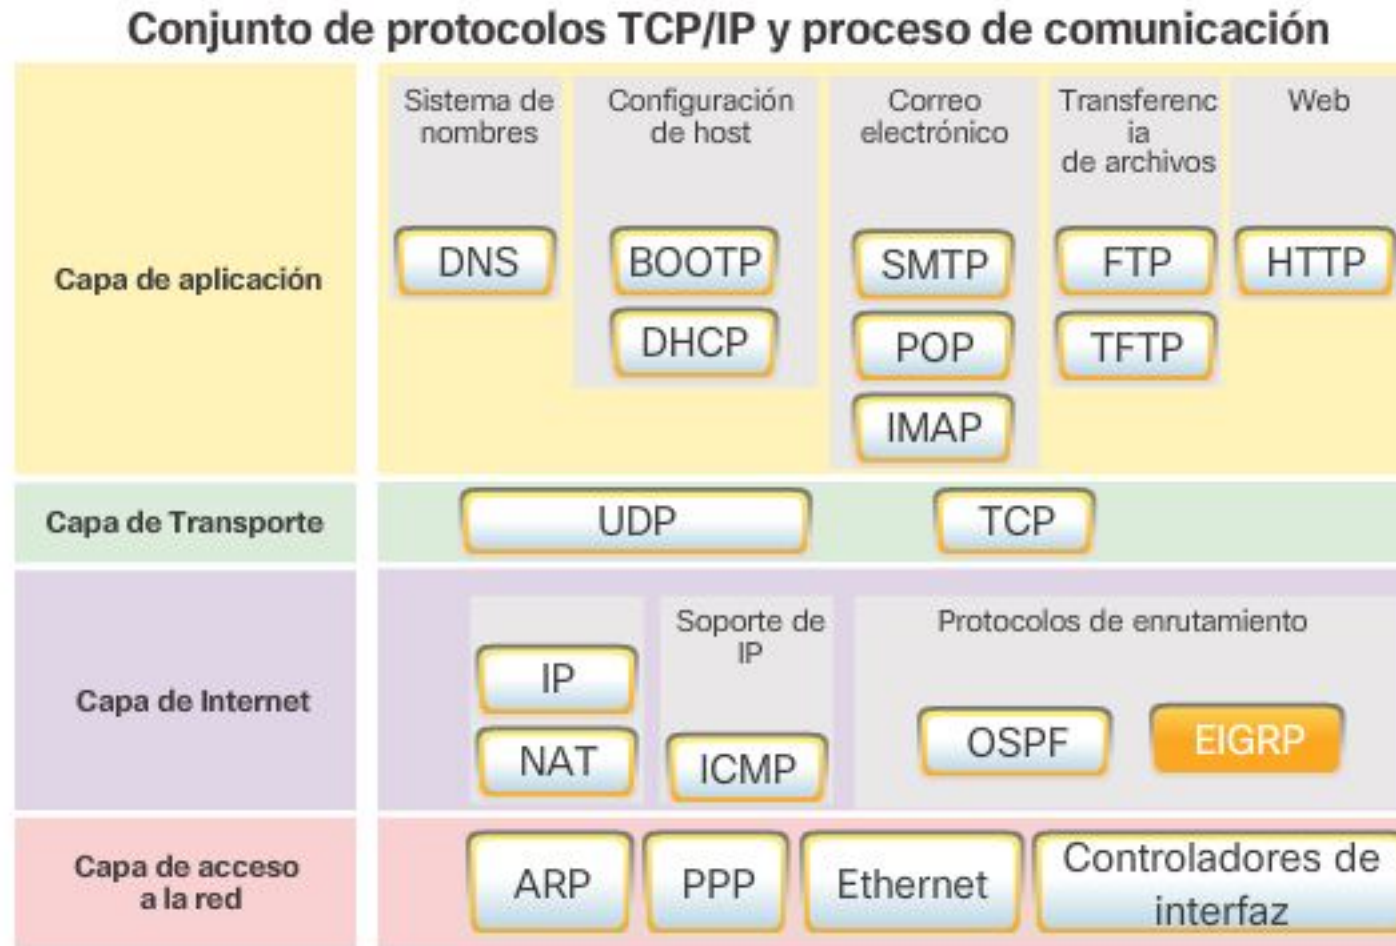 Conjunto de protocolos TCP/IP y proceso de comunicación
Capa de aplicación
Sistema de
nombres
DNS
Configuración
de host
BOOTP
DHCP
Correo
electrónico
SMTP
POP
IMAP
Transferenc
ia
de archivos
FTP
TFTP
Web
HTTP
Capa de Transporte
UDP
TCP
Capa de Internet
IP
NAT
Soporte de
IP
ICMP
Protocolos de enrutamiento
OSPF
EIGRP
Capa de acceso
a la red
ARP
PPP
Ethernet
Controladores de
interfaz